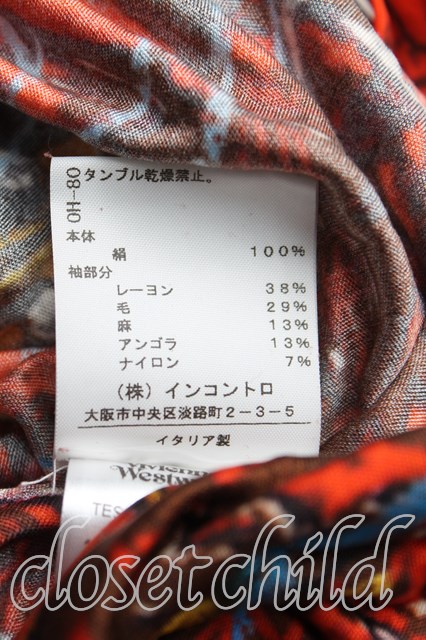 OH-80
タンブル乾燥禁止。
本体
絹 100%
袖部分
レーヨン 38%
毛 29%
麻 13%
アンゴラ 13%
ナイロン 7%
(株) インコントロ
大阪市中央区淡路町2-3-5
イタリア製
closetchild